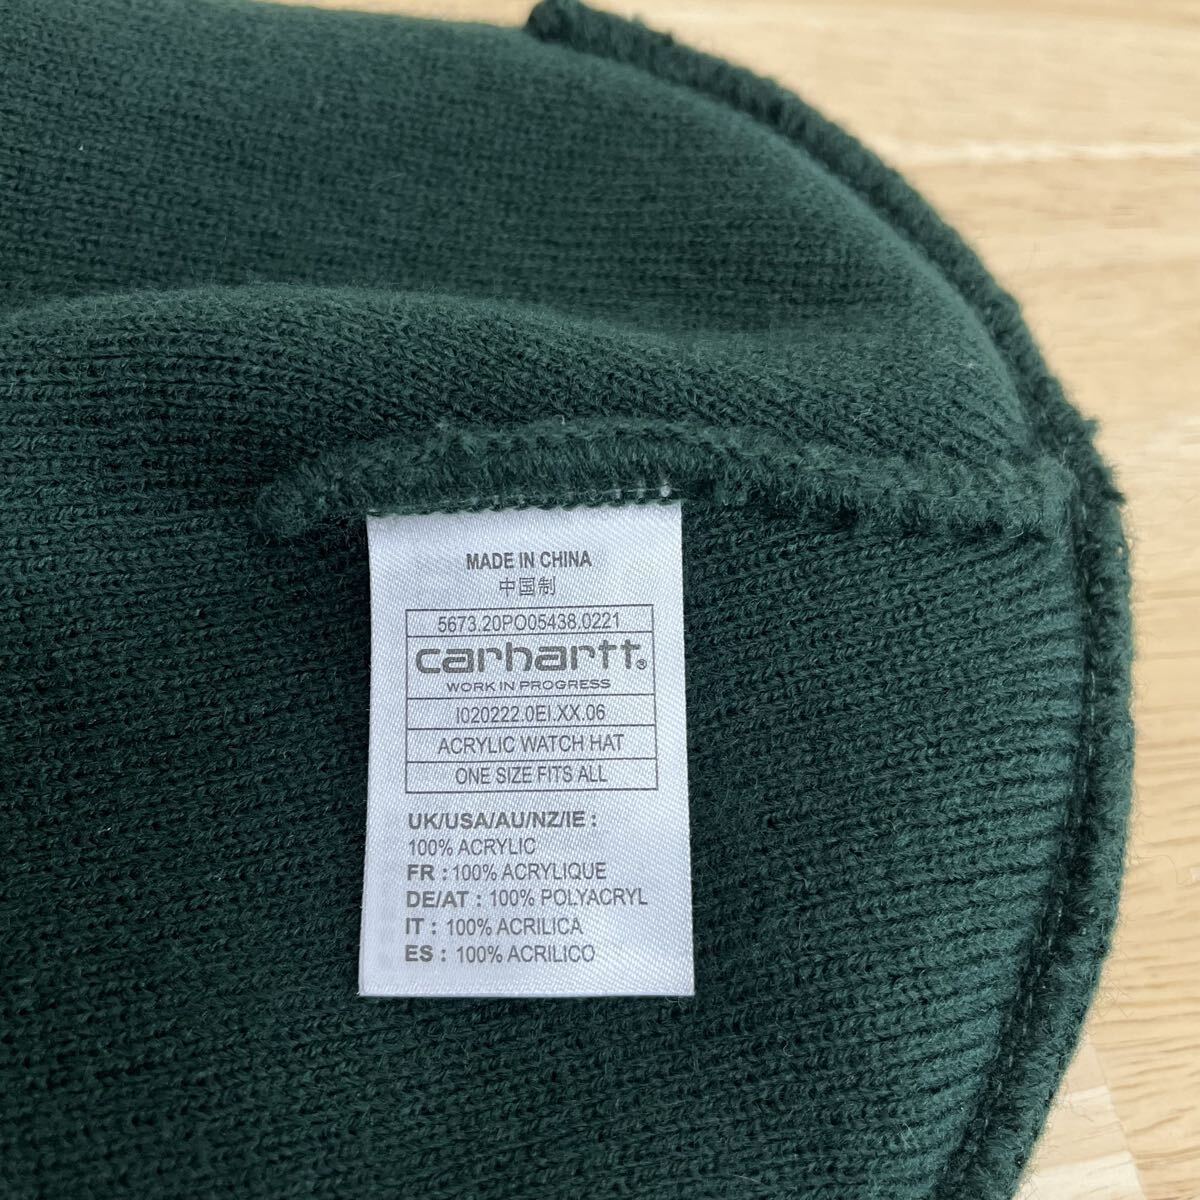 MADE IN CHINA
中国制
5673.20PO05438.0221
carhartt®
WORK IN PROGRESS
I020222.0EI.XX.06
ACRYLIC WATCH HAT
ONE SIZE FITS ALL
UK/USA/AU/NZ/IE :
100% ACRYLIC
FR : 100% ACRYLIQUE
DE/AT : 100% POLYACRYL
IT : 100% ACRILICA
ES : 100% ACRILICO